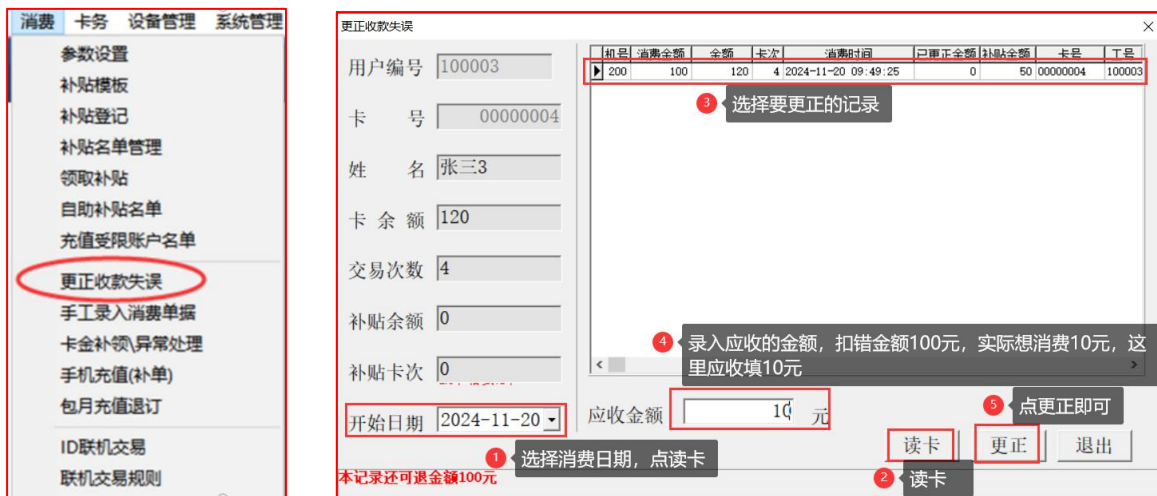 消费 卡务 设备管理 系统管理
参数设置
补贴模板
补贴登记
补贴名单管理
领取补贴
自助补贴名单
充值受限账户名单
更正收款失误
手工录入消费单据
卡金补领\异常处理
手机充值(补单)
包月充值退订
ID联机交易
联机交易规则
更正收款失误
用户编号 100003
卡 号 00000004
姓 名 张三3
卡 余 额 120
交易次数 4
补贴余额 0
补贴卡次 0
开始日期 2024-11-20
1 选择消费日期，点读卡
本记录还可退金额100元
机号 消费金额 金额 卡次 消费时间 已更正金额 补贴金额 卡号 工号
200 100 120 4 2024-11-20 09:49:25 0 50 00000004 100003
3 选择要更正的记录
4 录入应收的金额，扣错金额100元，实际想消费10元，这
里应收填10元
应收金额 10 元
5 点更正即可
读卡 更正 退出
2 读卡